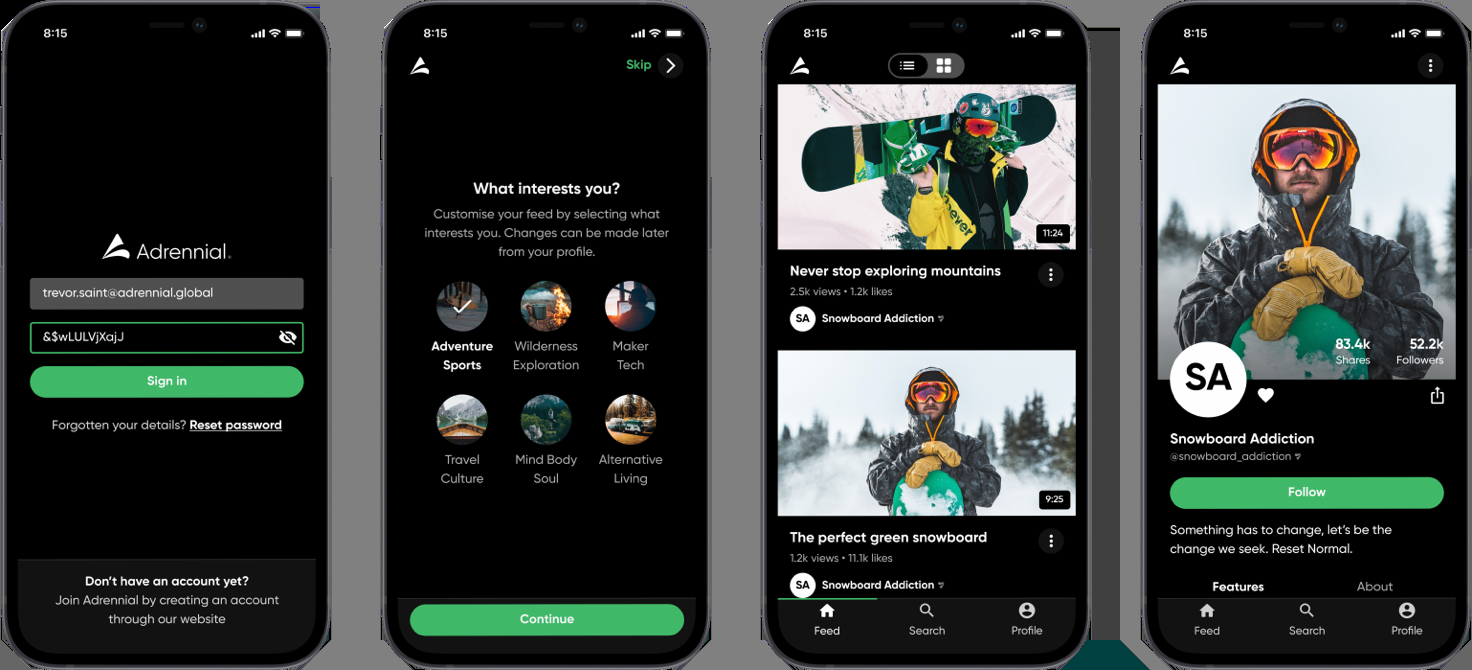 8:15
Adrennial
trevor.saint@adrennial.global
&$wLULVjXajJ
Sign in
Forgotten your details? Reset password
Don't have an account yet?
Join Adrennial by creating an account
through our website
8:15
Skip
What interests you?
Customise your feed by selecting what
interests you. Changes can be made later
from your profile.
Adventure
Sports
Wilderness
Exploration
Maker
Tech
Travel
Culture
Mind Body
Soul
Alternative
Living
Continue
8:15
11:24
Never stop exploring mountains
2.5k views • 1.2k likes
SA Snowboard Addiction
9:25
The perfect green snowboard
1.2k views • 11.1k likes
SA Snowboard Addiction
Feed Search Profile
8:15
83.4k 52.2k
Shares Followers
SA
Snowboard Addiction
@snowboard_addiction
Follow
Something has to change, let's be the
change we seek. Reset Normal.
Features About
Feed Search Profile